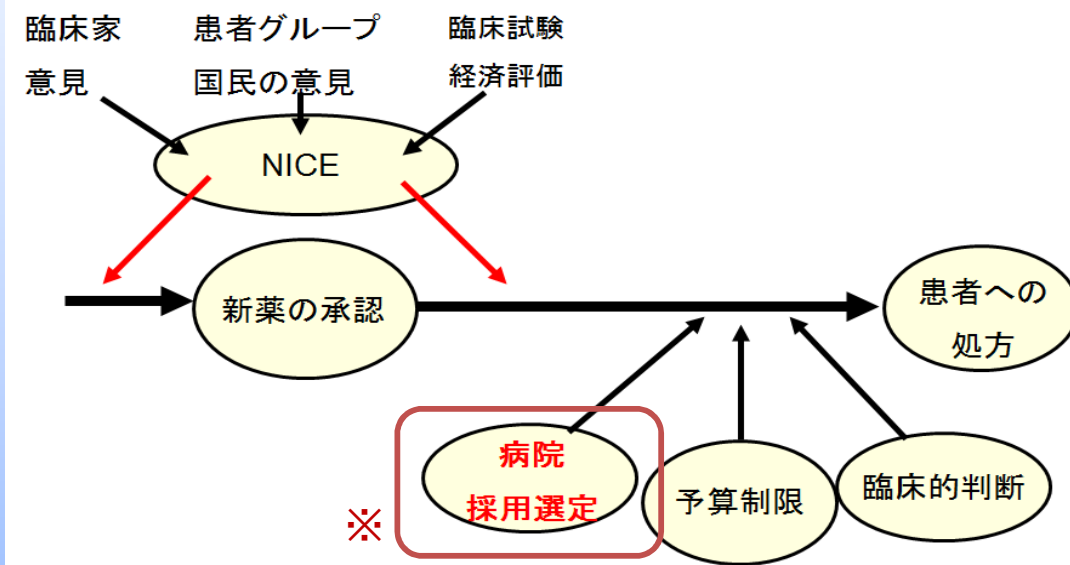 臨床家
意見
患者グループ
国民の意見
臨床試験
経済評価
NICE
新薬の承認
患者への
処方
病院
採用選定
※
予算制限
臨床的判断